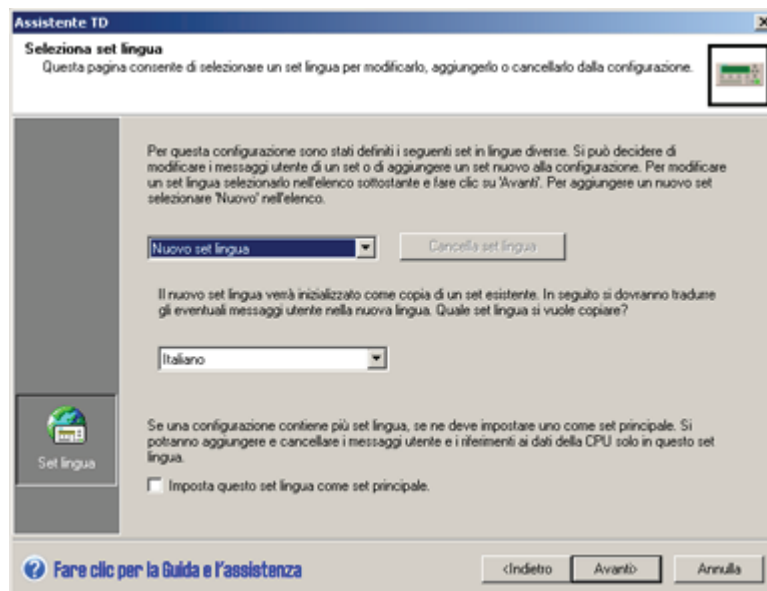 Assistente TD
Seleziona set lingua
Questa pagina consente di selezionare un set lingua per modificarlo, aggiungerlo o cancellarlo dalla configurazione.
Per questa configurazione sono stati definiti i seguenti set in lingue diverse. Si può decidere di
modificare i messaggi utente di un set o di aggiungere un set nuovo alla configurazione. Per modificare
un set lingua selezionarlo nell'elenco sottostante e fare clic su 'Avanti'. Per aggiungere un nuovo set
selezionare 'Nuovo' nell'elenco.
Nuovo set lingua
Cancella set lingua
Il nuovo set lingua verrà inizializzato come copia di un set esistente. In seguito si dovranno tradurre
gli eventuali messaggi utente nella nuova lingua. Quale set lingua si vuole copiare?
Italiano
Se una configurazione contiene più set lingua, se ne deve impostare uno come set principale. Si
potranno aggiungere e cancellare i messaggi utente e i riferimenti ai dati della CPU solo in questo set
lingua.
Set lingua
Imposta questo set lingua come set principale.
Fare clic per la Guida e l'assistenza
<Indietro
Avanti>
Annulla